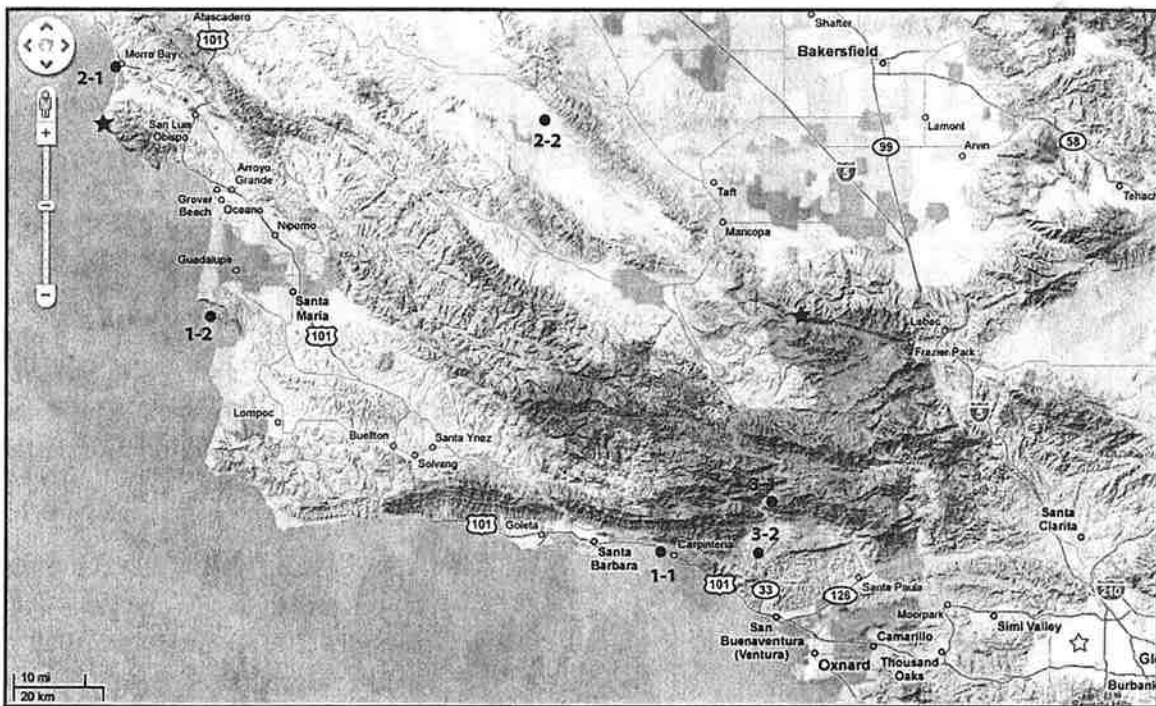 Atascadero
Shafter
101
Morro Bay
Bakersfield
2-1
2-2
San Luis
Obispo
Lamont
99
58
Arvin
5
Arroyo
Grande
Taft
Tehach
Grover
Beach
Oceano
Nipomo
Maricopa
Guadalupe
Santa
Maria
1-2
101
Lebec
Frazier Park
5
Lompoc
Buellton
Santa Ynez
Solvang
Santa
Clarita
101
Goleta
3-2
Santa
Barbara
Carpinteria
1-1
101
33
126
Santa Paula
210
Moorpark
Simi Valley
San
Buenaventura
(Ventura)
Camarillo
Oxnard
Thousand
Oaks
Gle
Burbank
10 mi
20 km